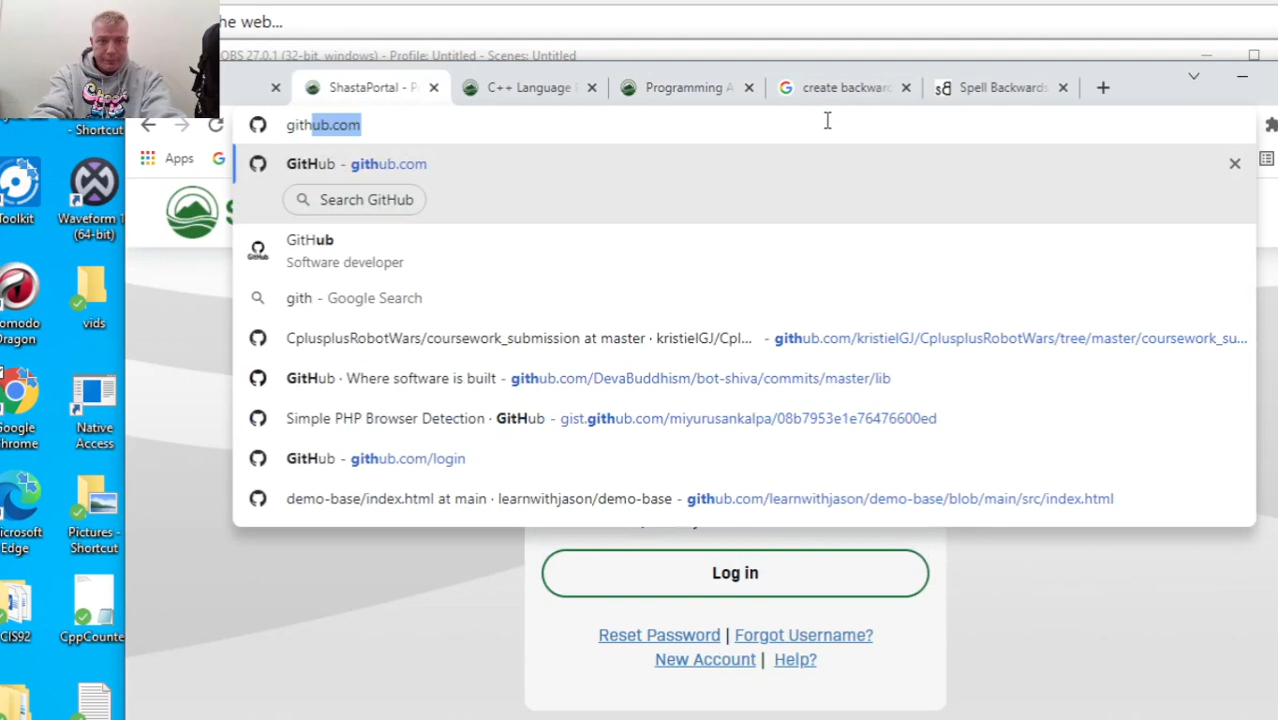 he web...
OBS 27.0.1 (32-bit, windows) - Profile: Untitled - Scenes: Untitled
ShastaPortal - P
C++ Language
Programming A
create backward
Spell Backwards
github.com
Apps
GitHub - github.com
Search GitHub
GitHub
Software developer
gith - Google Search
CplusplusRobotWars/coursework_submission at master · kristielGJ/Cpl... - github.com/kristielGJ/CplusplusRobotWars/tree/master/coursework_su...
GitHub · Where software is built - github.com/DevaBuddhism/bot-shiva/commits/master/lib
Simple PHP Browser Detection · GitHub - gist.github.com/miyurusankalpa/08b7953e1e76476600ed
GitHub - github.com/login
demo-base/index.html at main · learnwithjason/demo-base - github.com/learnwithjason/demo-base/blob/main/src/index.html
Log in
Reset Password | Forgot Username?
New Account | Help?
- Shortcut
Toolkit
Waveform 1
(64-bit)
omodo
Dragon
vids
Google
Chrome
Native
Access
icrosoft
Edge
Pictures -
Shortcut
CIS92
CppCounte